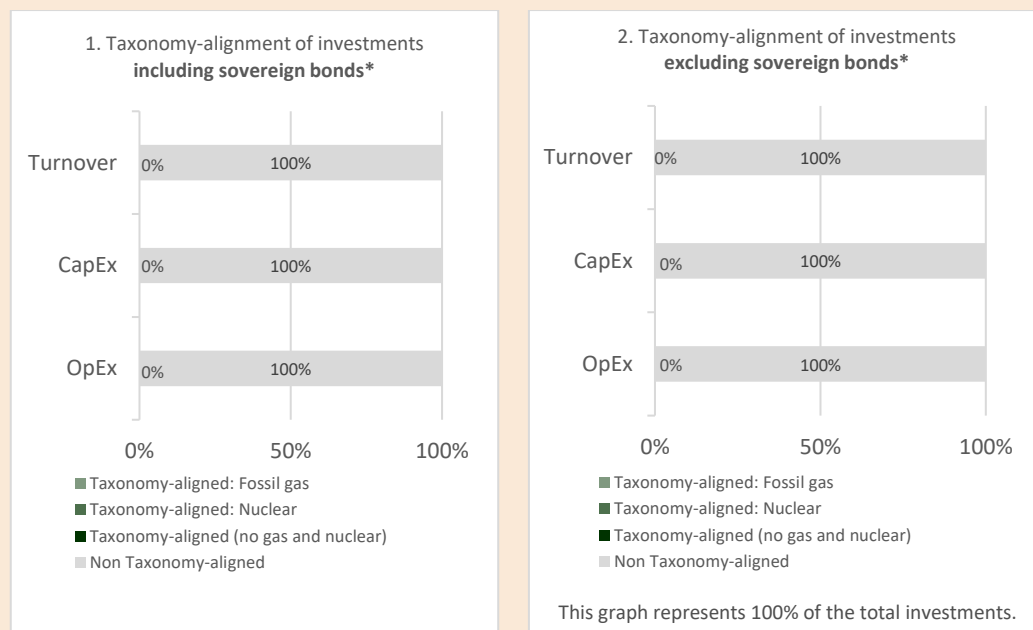 1. Taxonomy-alignment of investments
including sovereign bonds*
Turnover 0% 100%
CapEx 0% 100%
OpEx 0% 100%
0% 50% 100%
Taxonomy-aligned: Fossil gas
Taxonomy-aligned: Nuclear
Taxonomy-aligned (no gas and nuclear)
Non Taxonomy-aligned
2. Taxonomy-alignment of investments
excluding sovereign bonds*
Turnover 0% 100%
CapEx 0% 100%
OpEx 0% 100%
0% 50% 100%
Taxonomy-aligned: Fossil gas
Taxonomy-aligned: Nuclear
Taxonomy-aligned (no gas and nuclear)
Non Taxonomy-aligned
This graph represents 100% of the total investments.